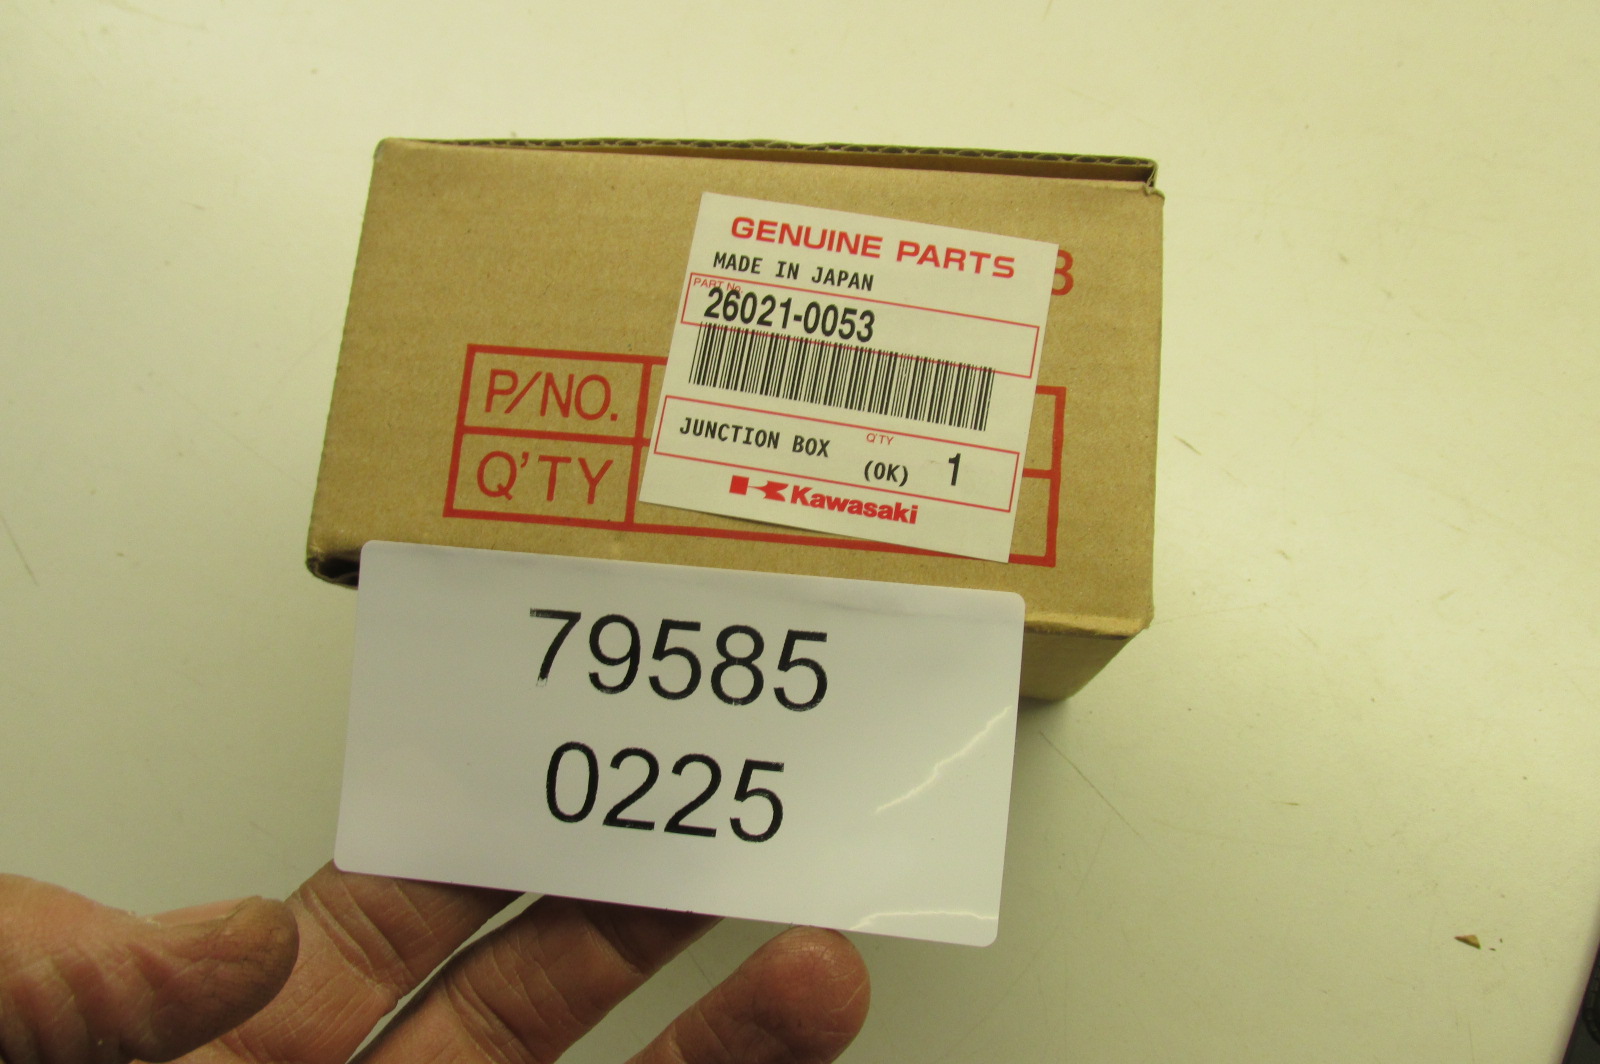 GENUINE PARTS
MADE IN JAPAN
PART No.
26021-0053
JUNCTION BOX
Q'TY
(OK) 1
Kawasaki
P/NO.
Q'TY
79585
0225